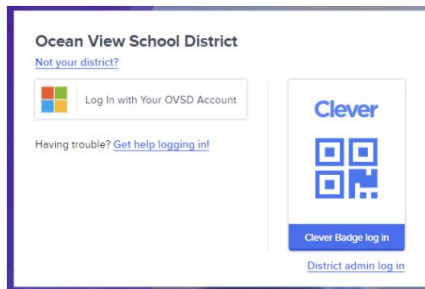 Ocean View School District
Not your district?
Log In with Your OVSD Account
Having trouble? Get help logging in!
Clever
Clever Badge log in
District admin log in